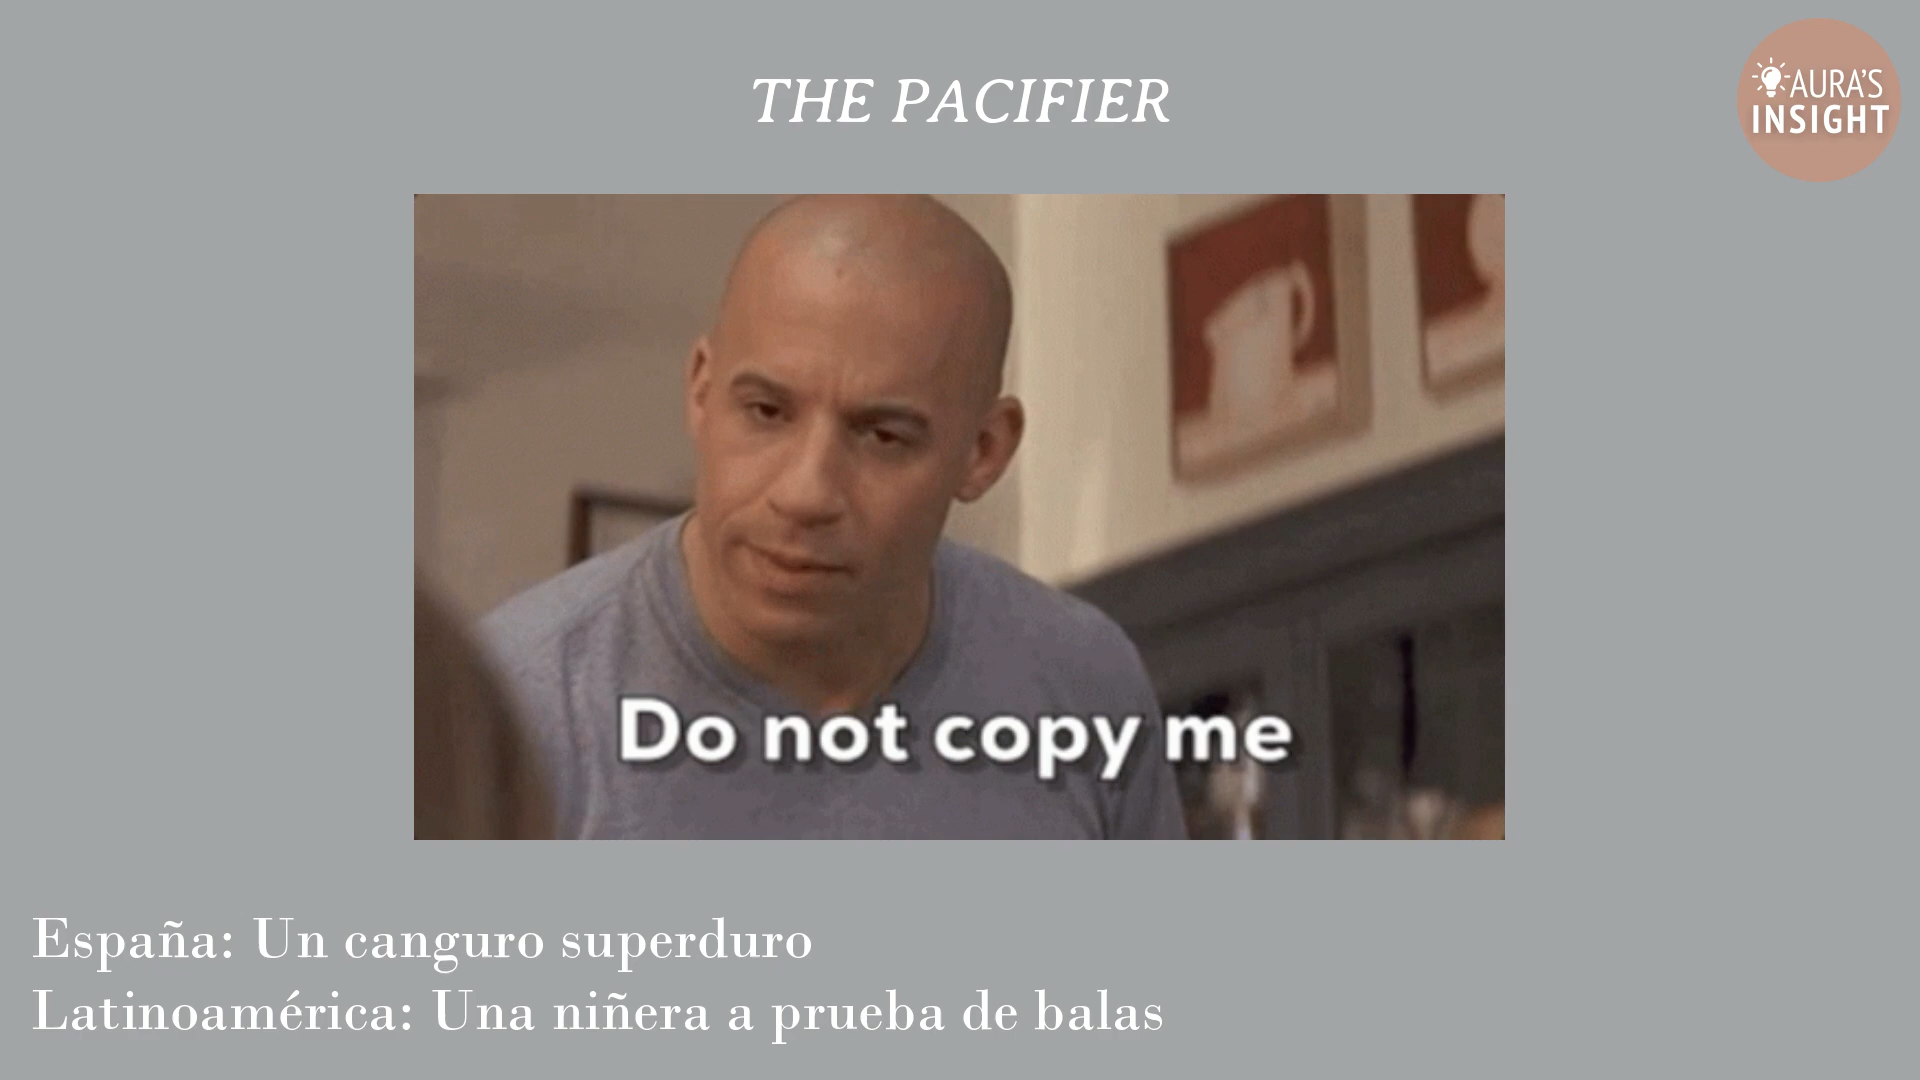 THE PACIFIER
AURA'S
INSIGHT
Do not copy me
España: Un canguro superduro
Latinoamérica: Una niñera a prueba de balas